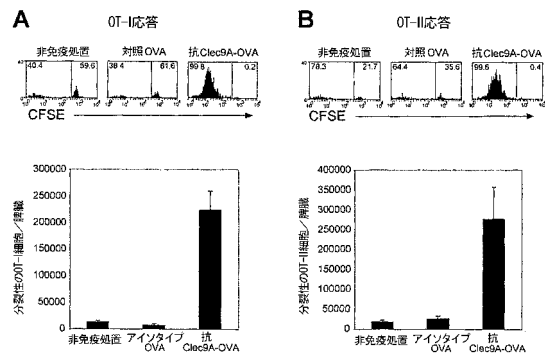 A OT-I応答
非免疫処置 対照OVA 抗Clec9A-OVA
40.4 59.6 38.4 61.6 99.8 0.2
CFSE
分裂性のOT-I細胞/脾臓
300000
250000
200000
150000
100000
50000
0
非免疫処置 アイソタイプ OVA 抗 Clec9A-OVA
B OT-II応答
非免疫処置 対照OVA 抗Clec9A-OVA
78.3 21.7 64.4 35.6 99.6 0.4
CFSE
分裂性のOT-II細胞/脾臓
400000
350000
300000
250000
200000
150000
100000
50000
0
非免疫処置 アイソタイプ OVA 抗 Clec9A-OVA